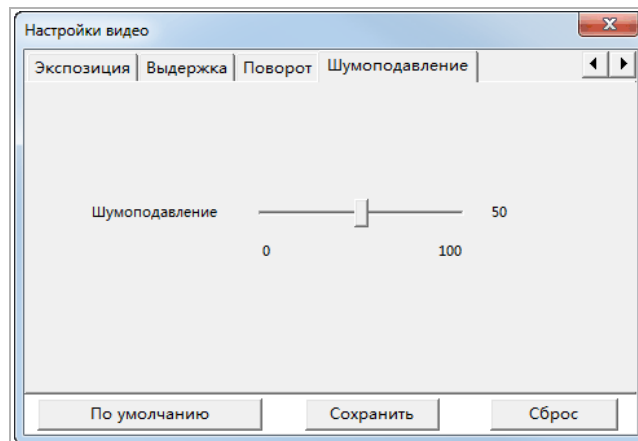 Настройки видео
Экспозиция Выдержка Поворот Шумоподавление
Шумоподавление 50
0 100
По умолчанию Сохранить Сброс